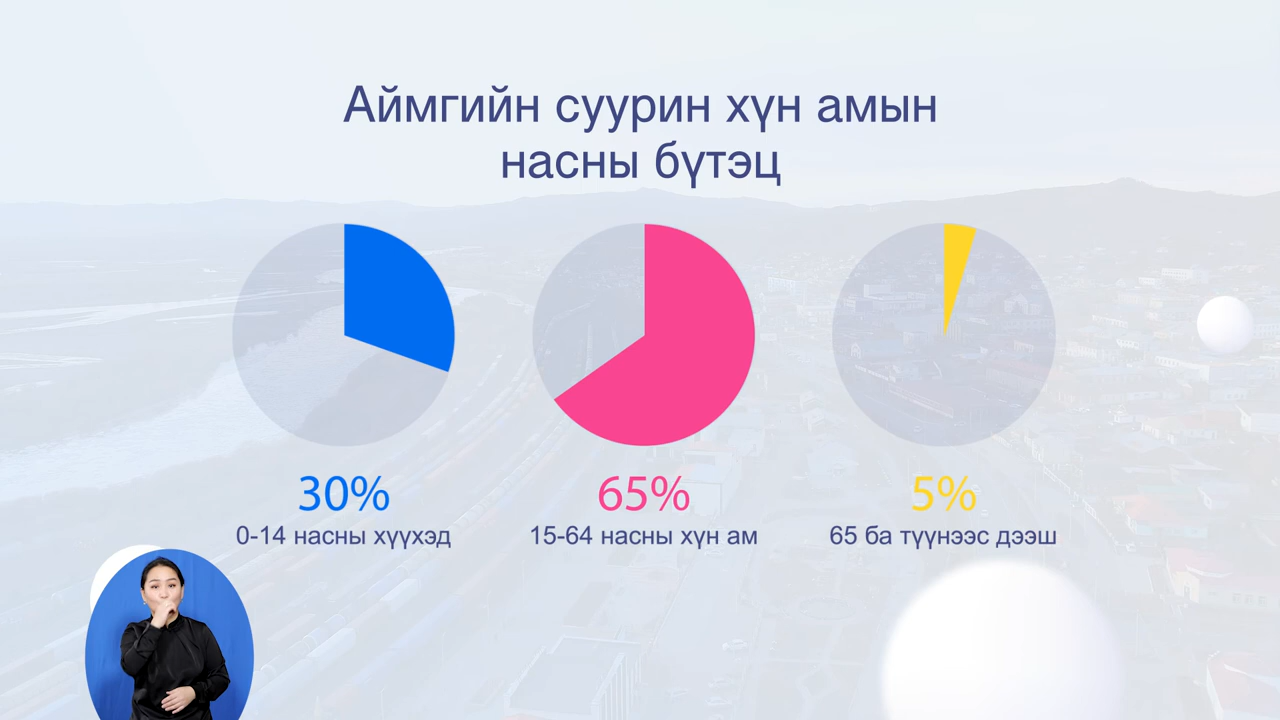 Аймгийн суурин хүн амын
насны бүтэц
30%
0-14 насны хүүхэд
65%
15-64 насны хүн ам
5%
65 ба түүнээс дээш